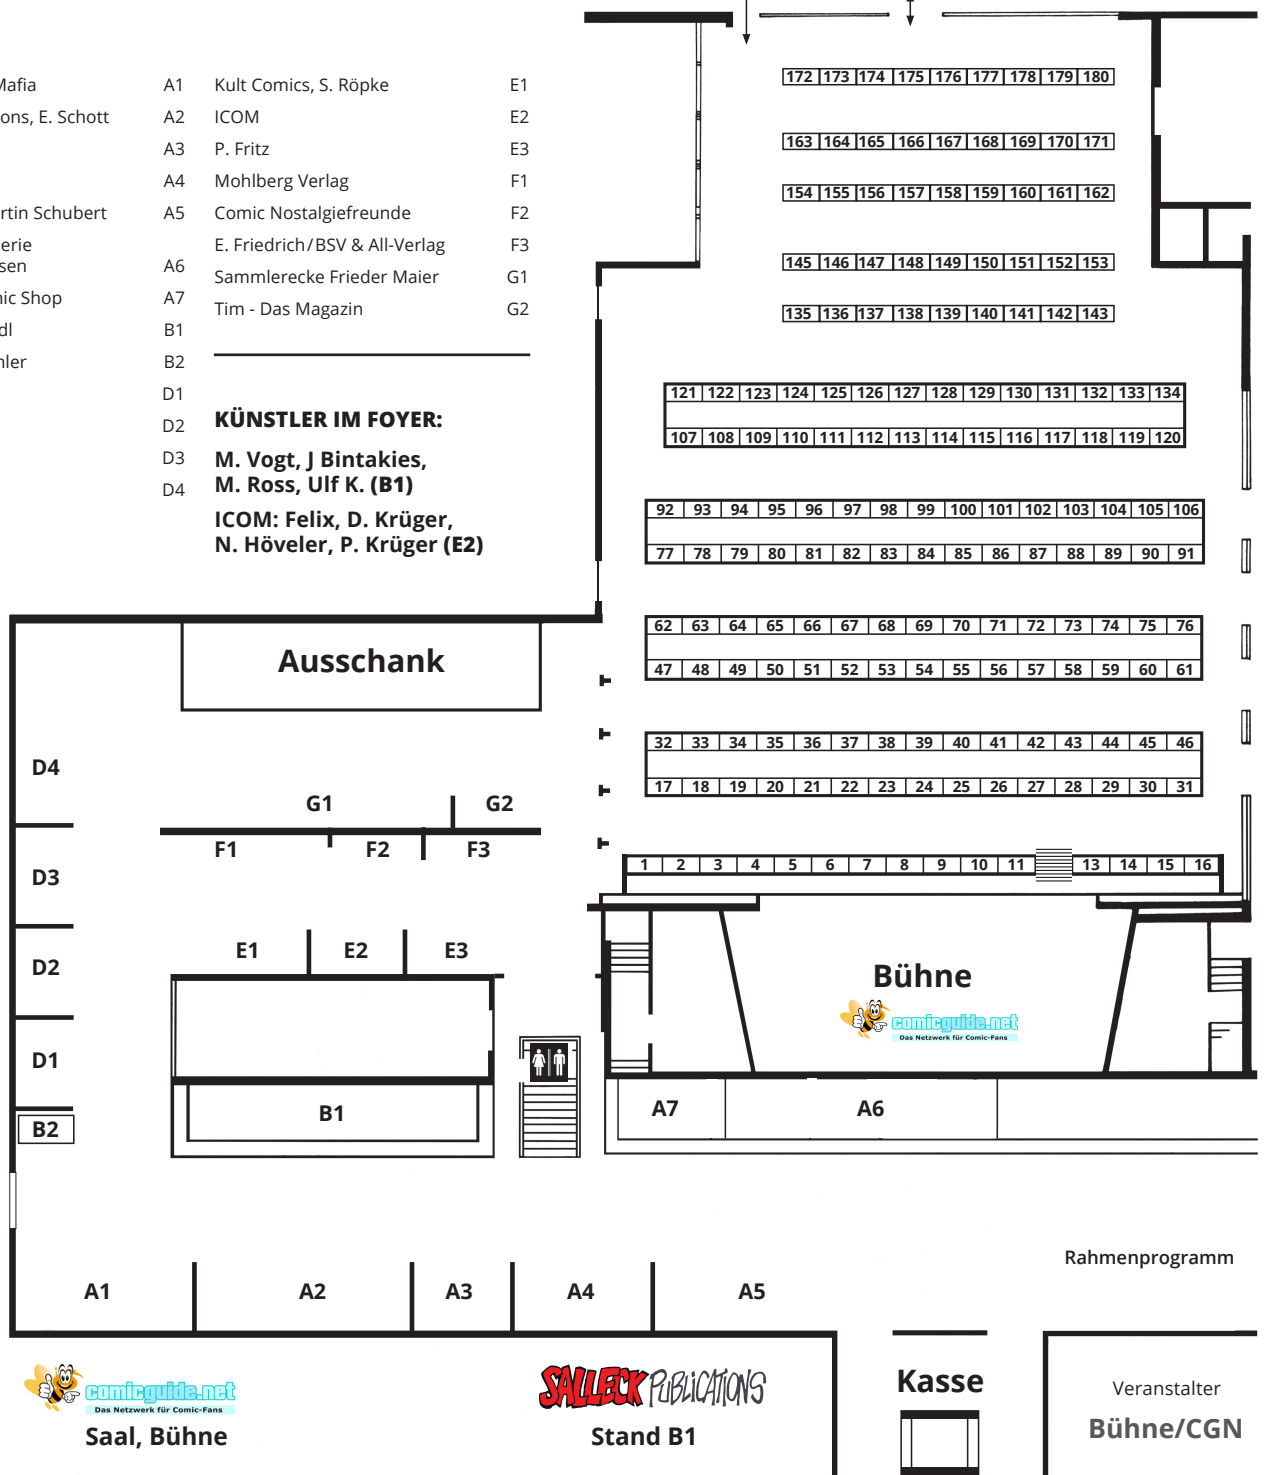 Mafia A1
ons, E. Schott A2
A3
A4
rtin Schubert A5
erie
sen A6
nic Shop A7
dl B1
hler B2
D1
D2
D3
D4
Kult Comics, S. Röpke E1
ICOM E2
P. Fritz E3
Mohlberg Verlag F1
Comic Nostalgiefreunde F2
E. Friedrich/BSV & All-Verlag F3
Sammlerecke Frieder Maier G1
Tim - Das Magazin G2
KÜNSTLER IM FOYER:
M. Vogt, J Bintakies,
M. Ross, Ulf K. (B1)
ICOM: Felix, D. Krüger,
N. Höveler, P. Krüger (E2)
172 173 174 175 176 177 178 179 180
163 164 165 166 167 168 169 170 171
154 155 156 157 158 159 160 161 162
145 146 147 148 149 150 151 152 153
135 136 137 138 139 140 141 142 143
121 122 123 124 125 126 127 128 129 130 131 132 133 134
107 108 109 110 111 112 113 114 115 116 117 118 119 120
92 93 94 95 96 97 98 99 100 101 102 103 104 105 106
77 78 79 80 81 82 83 84 85 86 87 88 89 90 91
62 63 64 65 66 67 68 69 70 71 72 73 74 75 76
47 48 49 50 51 52 53 54 55 56 57 58 59 60 61
32 33 34 35 36 37 38 39 40 41 42 43 44 45 46
17 18 19 20 21 22 23 24 25 26 27 28 29 30 31
1 2 3 4 5 6 7 8 9 10 11 13 14 15 16
Ausschank
D4
G1 G2
F1 F2 F3
D3
E1 E2 E3
D2
Bühne
comicguide.net
Das Netzwerk für Comic-Fans
D1
B1
B2
A7 A6
Rahmenprogramm
A1 A2 A3 A4 A5
comicguide.net
Das Netzwerk für Comic-Fans
Saal, Bühne
SALLECK PUBLICATIONS
Stand B1
Kasse
Veranstalter
Bühne/CGN